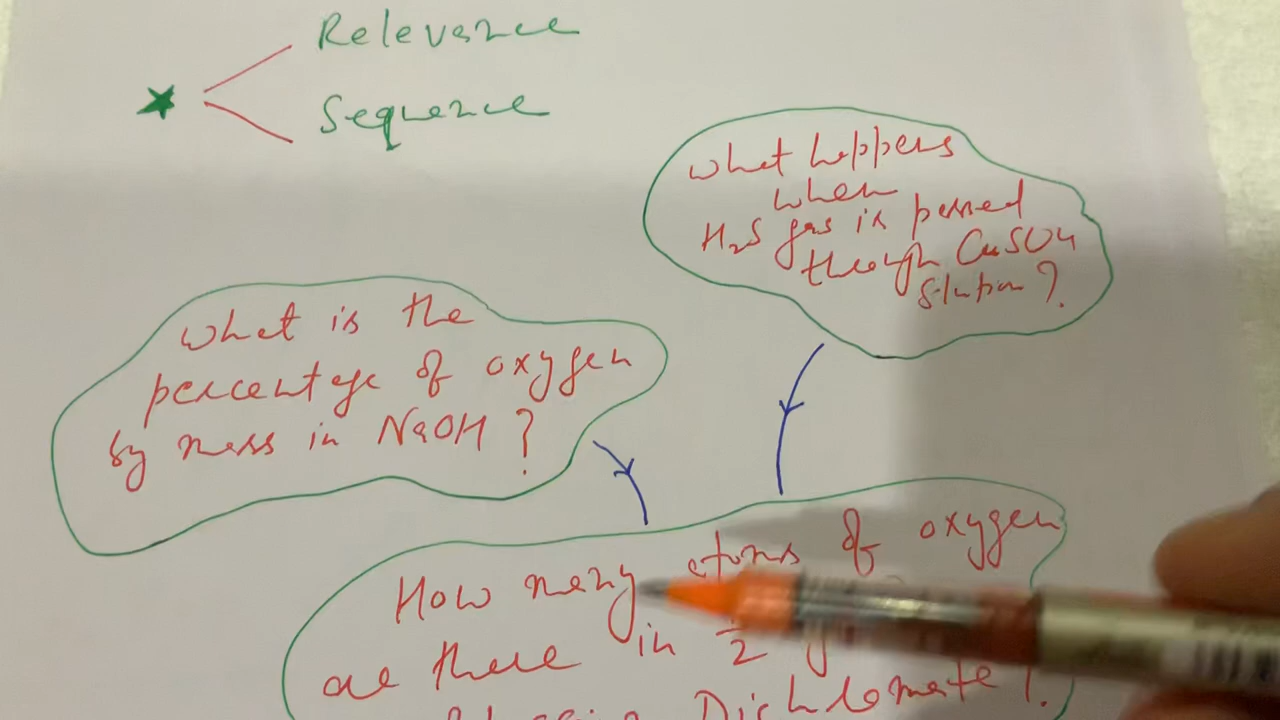 Relevance
Sequence
what happens
when
H2S gas is passed
through CuSO4
Solution?
what is the
percentage of oxygen
by mass in NaOH?
How many atoms of oxygen
are there in 1/2
Dichromate?